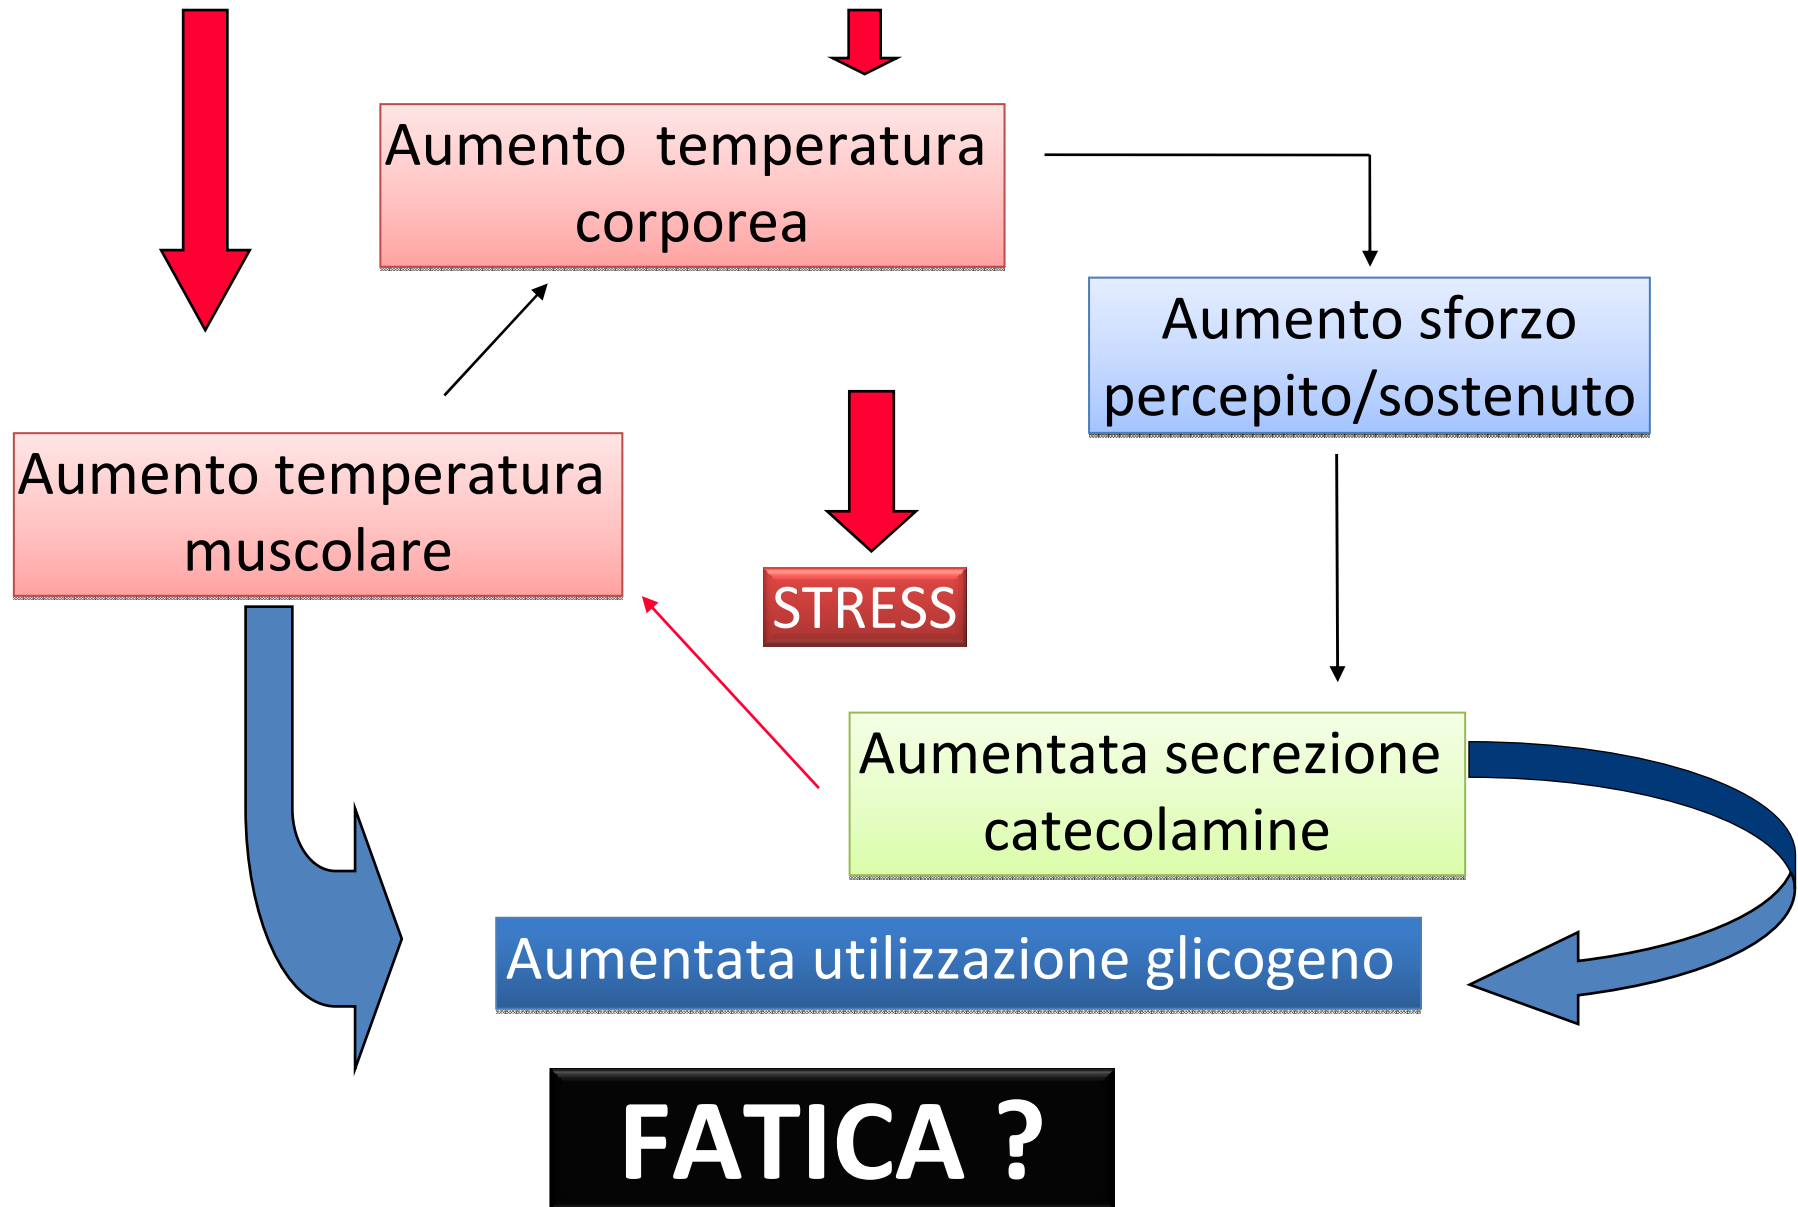 Aumento temperatura
corporea
Aumento sforzo
percepito/sostenuto
Aumento temperatura
muscolare
STRESS
Aumentata secrezione
catecolamine
Aumentata utilizzazione glicogeno
FATICA ?